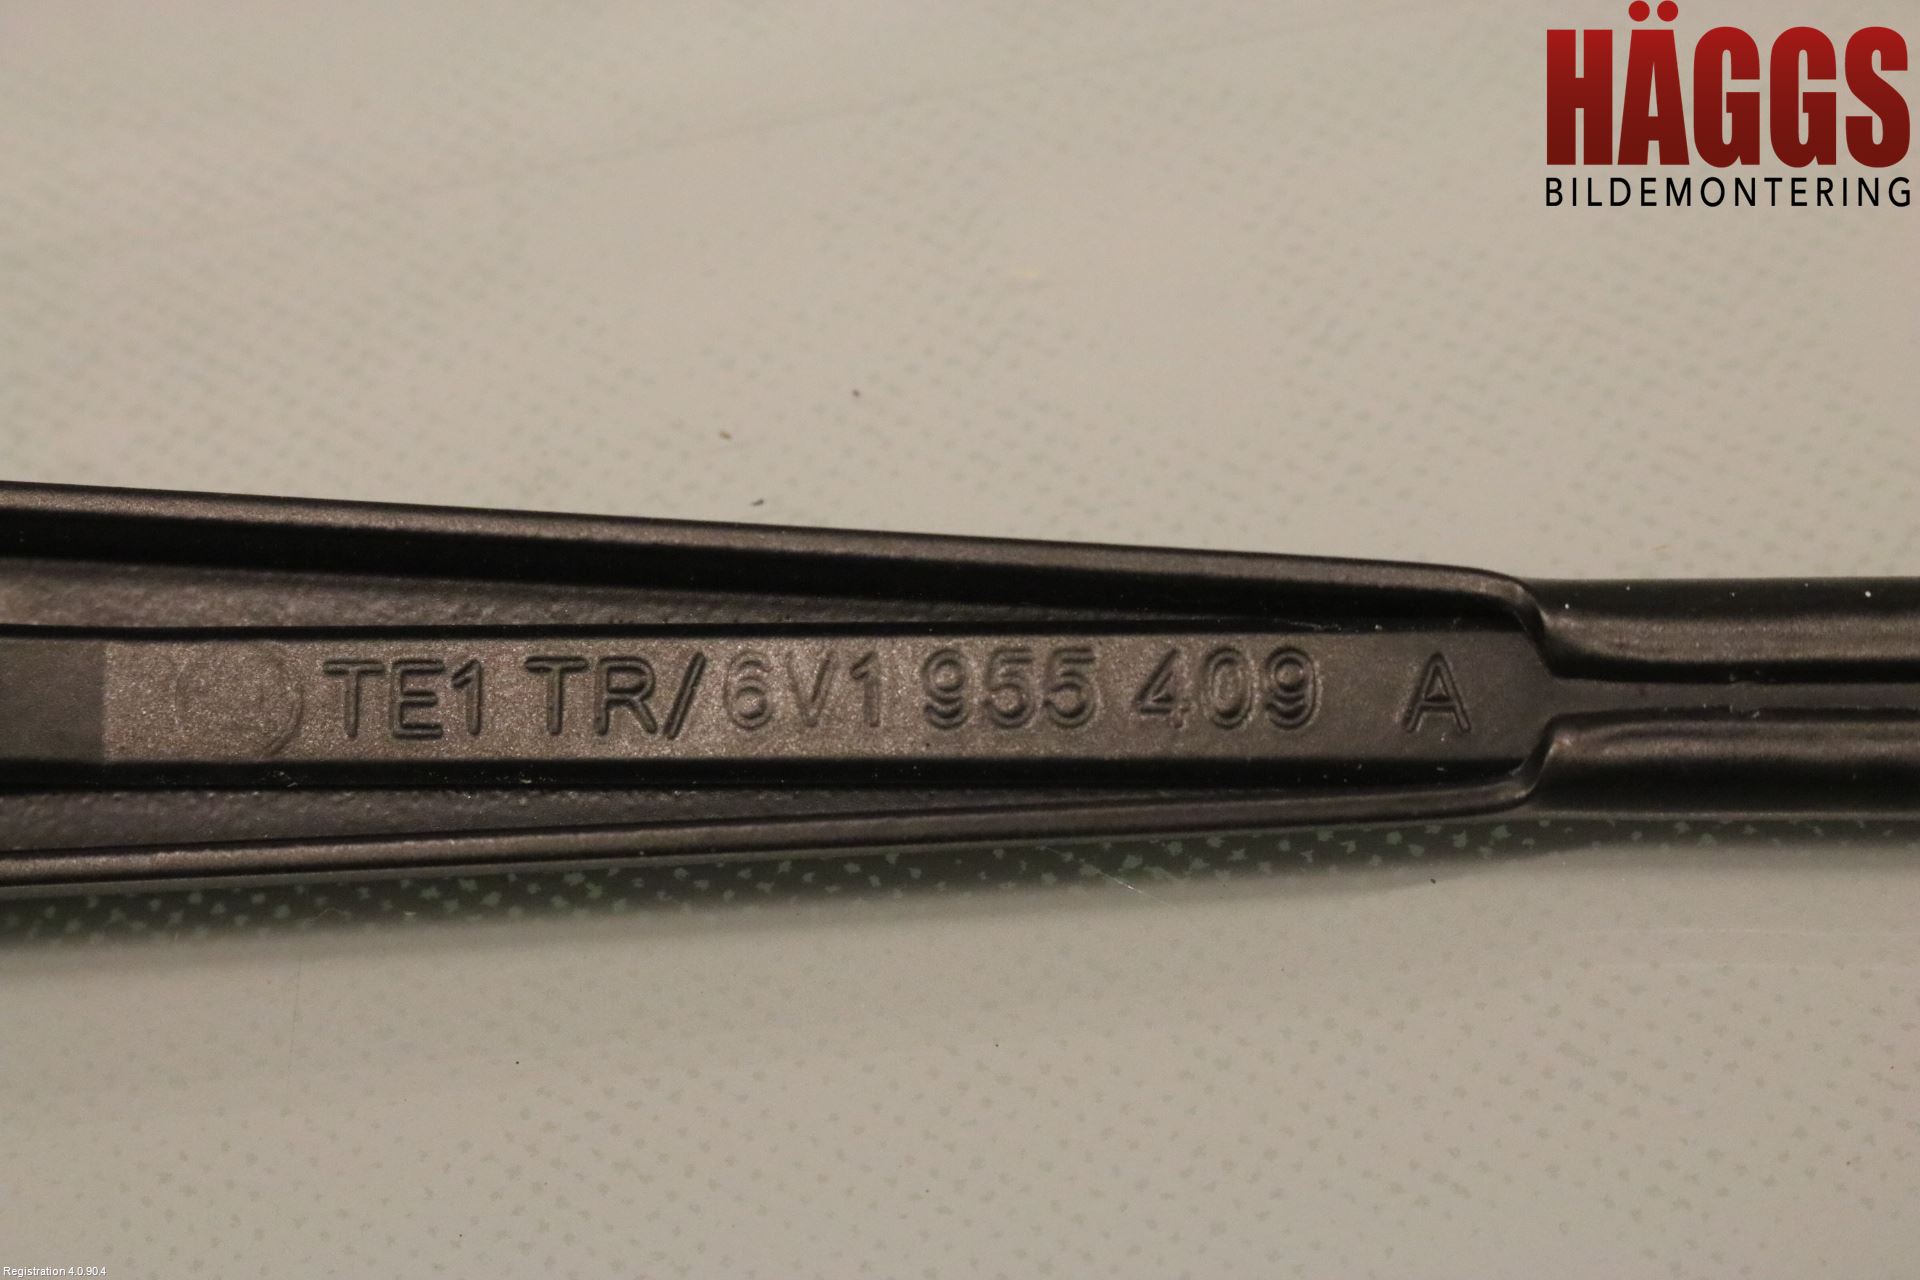 HÄGGS
BILDEMONTERING
TE1 TR/6V1 955 409 A
Registration 4.0.90.4